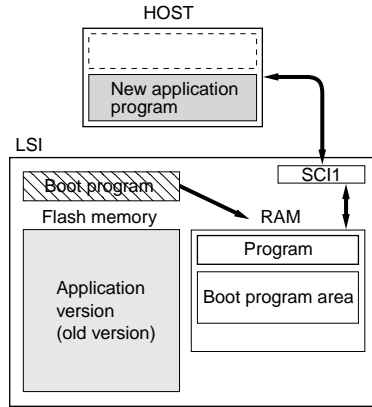 HOST
New application
program
LSI
SCI1
Boot program
Flash memory
RAM
Application
version
(old version)
Program
Boot program area